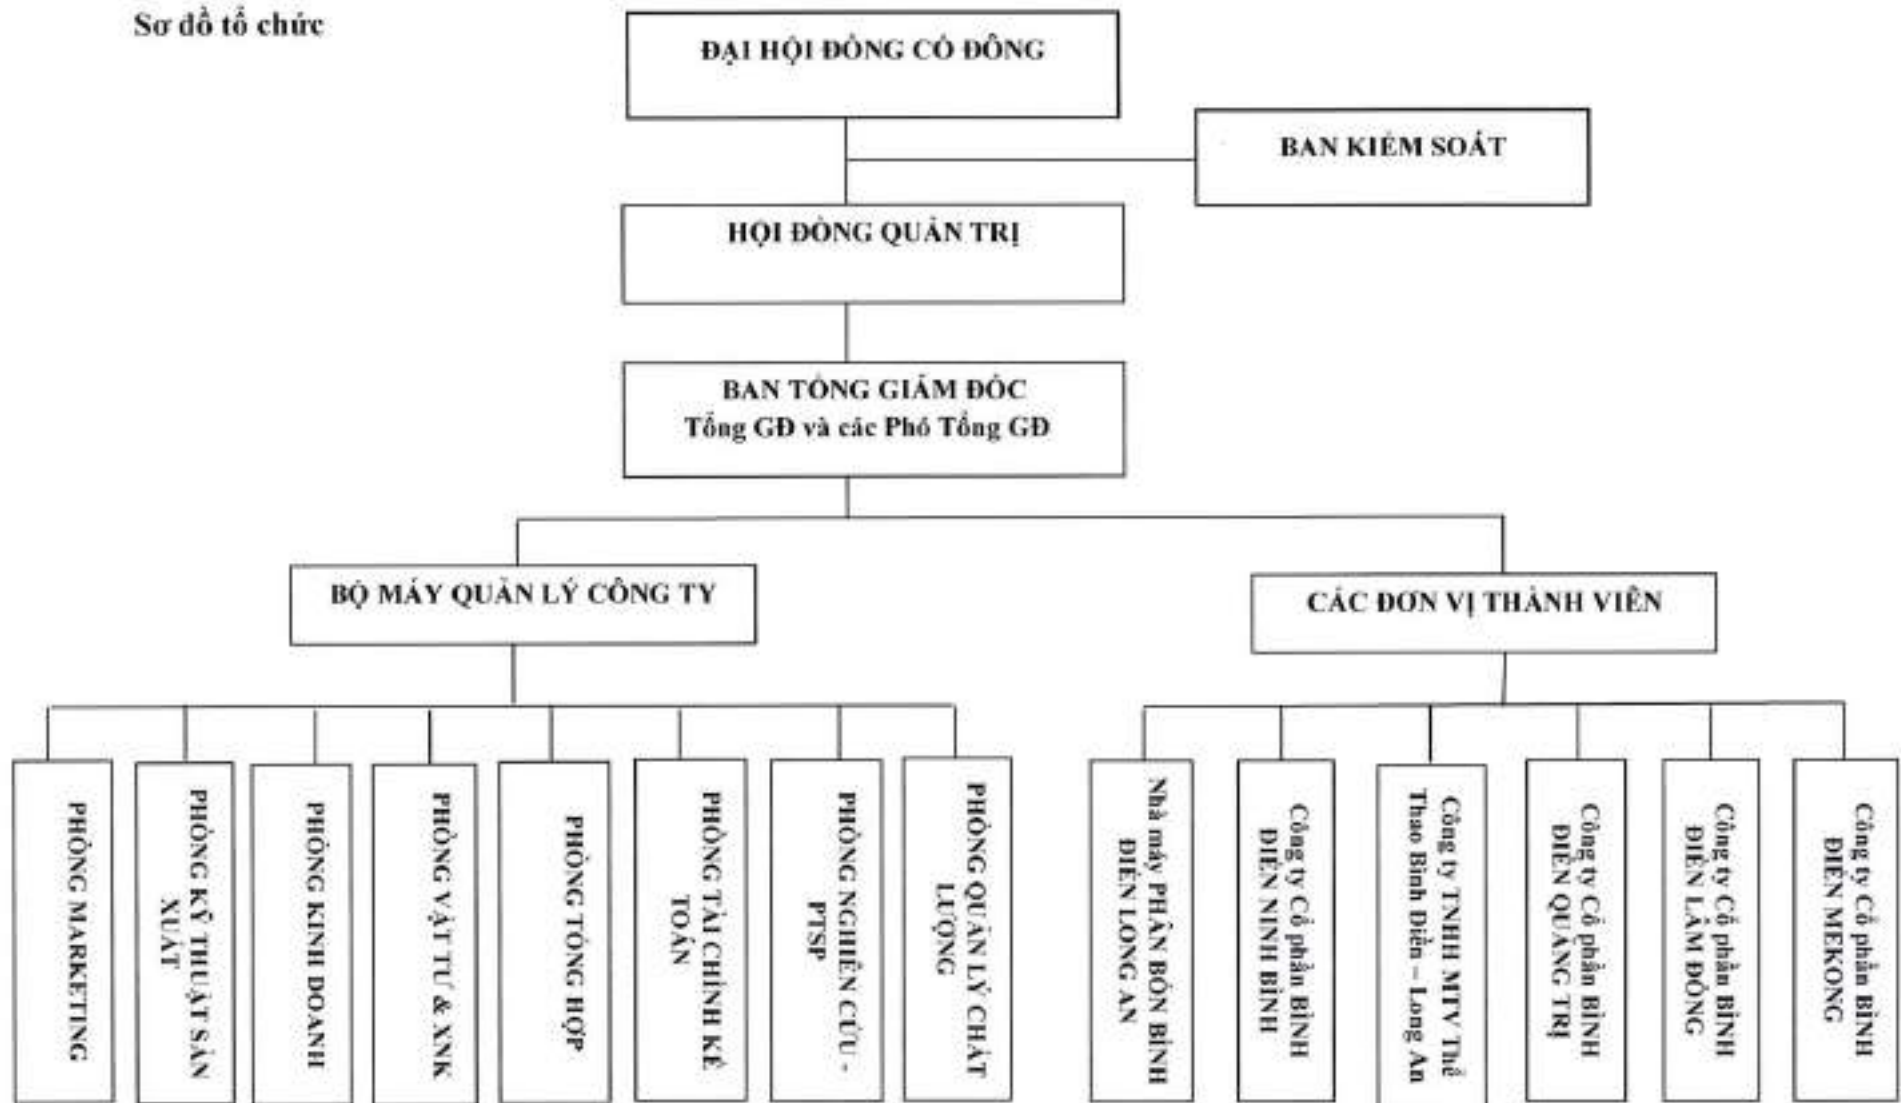 Sơ đồ tổ chức
ĐẠI HỘI ĐỒNG CỔ ĐÔNG
BAN KIỂM SOÁT
HỘI ĐỒNG QUẢN TRỊ
BAN TỔNG GIÁM ĐỐC
Tổng GĐ và các Phó Tổng GĐ
BỘ MÁY QUẢN LÝ CÔNG TY
CÁC ĐƠN VỊ THÀNH VIÊN
PHÒNG MARKETING
PHÒNG KỸ THUẬT SẢN
XUẤT
PHÒNG KINH DOANH
PHÒNG VẬT TƯ & XNK
PHÒNG TỔNG HỢP
PHÒNG TÀI CHÍNH KẾ
TOÁN
PHÒNG NGHIÊN CỨU -
PTSP
PHÒNG QUẢN LÝ CHẤT
LƯỢNG
Nhà máy PHÂN BÓN BÌNH
ĐIỀN LONG AN
Công ty Cổ phần BÌNH
ĐIỀN NINH BÌNH
Công ty TNHH MTV Thể
Thao Bình Điền – Long An
Công ty Cổ phần BÌNH
ĐIỀN QUẢNG TRỊ
Công ty Cổ phần BÌNH
ĐIỀN LÂM ĐỒNG
Công ty Cổ phần BÌNH
ĐIỀN MEKONG